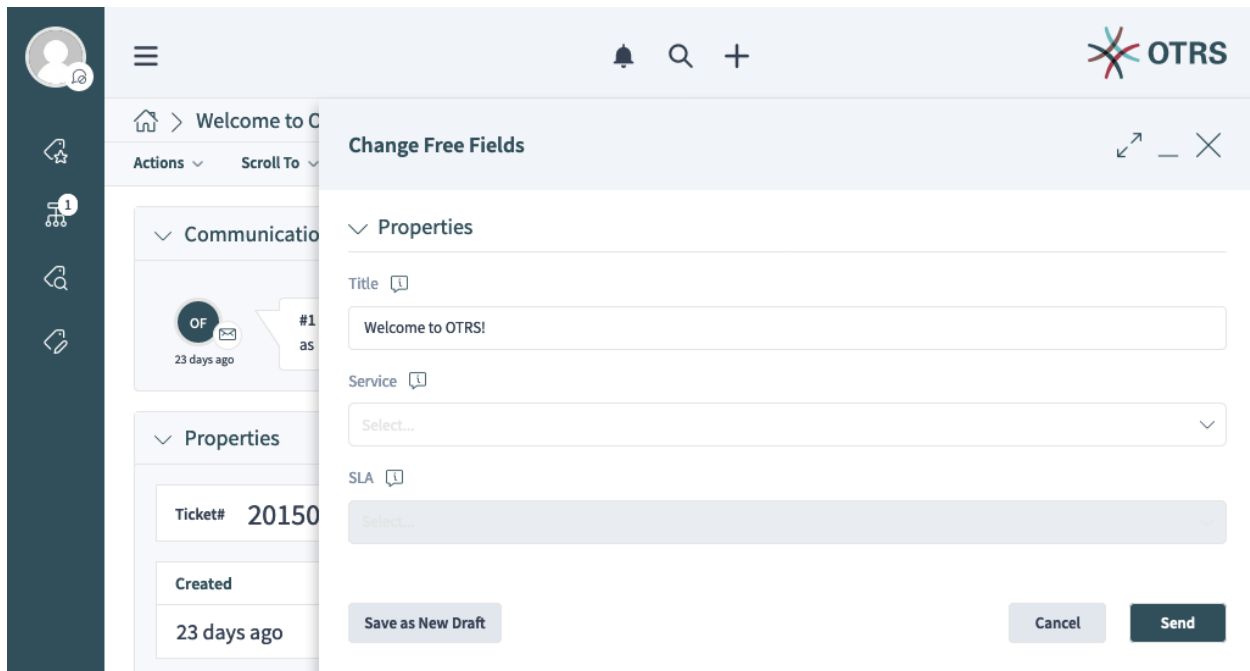 OTRS
1
Welcome to O
Actions
Scroll To
Communicatio
OF
23 days ago
#1
as
Properties
Ticket#
20150
Created
23 days ago
Change Free Fields
Properties
Title
Welcome to OTRS!
Service
Select...
SLA
Select...
Save as New Draft
Cancel
Send